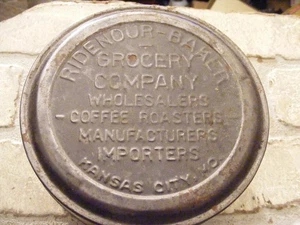 RIDENOUR-BAKER
GROCERY
COMPANY
WHOLESALERS
- COFFEE ROASTERS -
MANUFACTURERS
IMPORTERS
KANSAS CITY, MO.